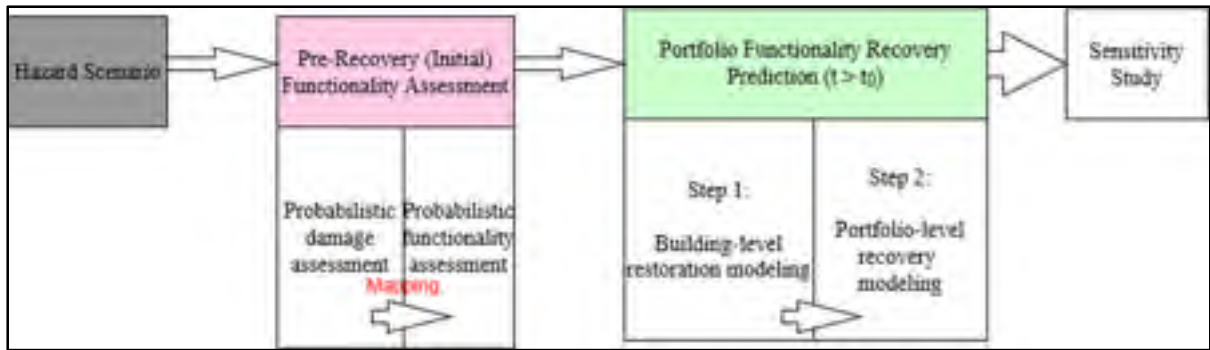 Hazard Scenario
Pre-Recovery (Initial)
Functionality Assessment
Probabilistic
damage
assessment
Probabilistic
functionality
assessment
Mapping
Portfolio Functionality Recovery
Prediction (t > t₀)
Step 1:
Building-level
restoration modeling
Step 2:
Portfolio-level
recovery
modeling
Sensitivity
Study